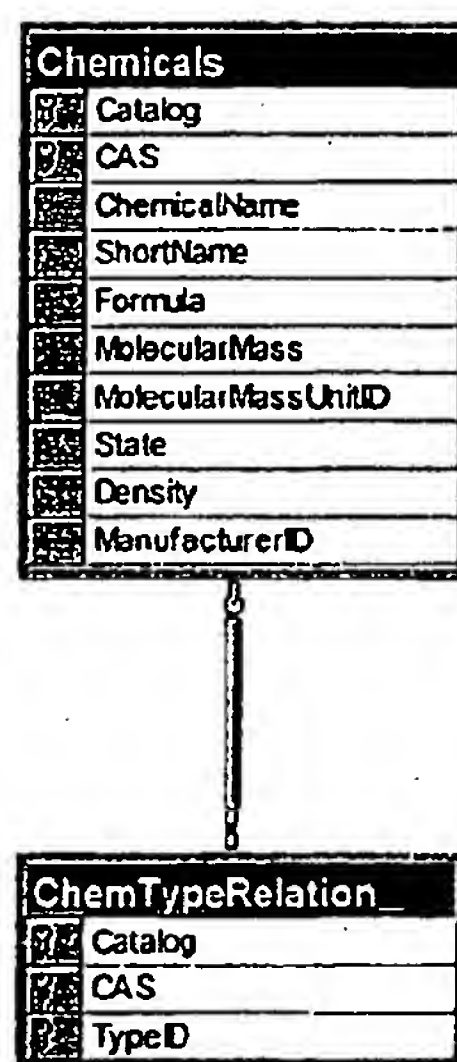 Chemicals
Catalog
CAS
ChemicalName
ShortName
Formula
MolecularMass
MolecularMassUnitID
State
Density
ManufacturerID
ChemTypeRelation_
Catalog
CAS
TypeID